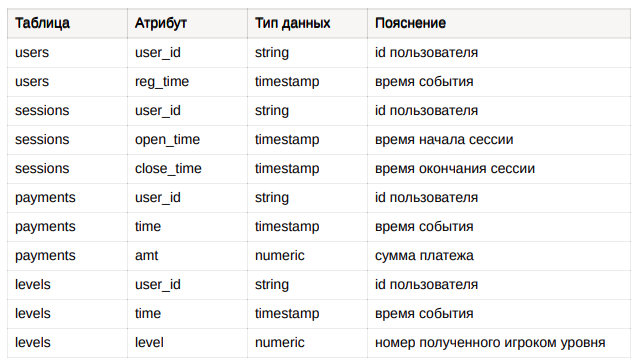 Таблица Атрибут Тип данных Пояснение
users user_id string id пользователя
users reg_time timestamp время события
sessions user_id string id пользователя
sessions open_time timestamp время начала сессии
sessions close_time timestamp время окончания сессии
payments user_id string id пользователя
payments time timestamp время события
payments amt numeric сумма платежа
levels user_id string id пользователя
levels time timestamp время события
levels level numeric номер полученного игроком уровня